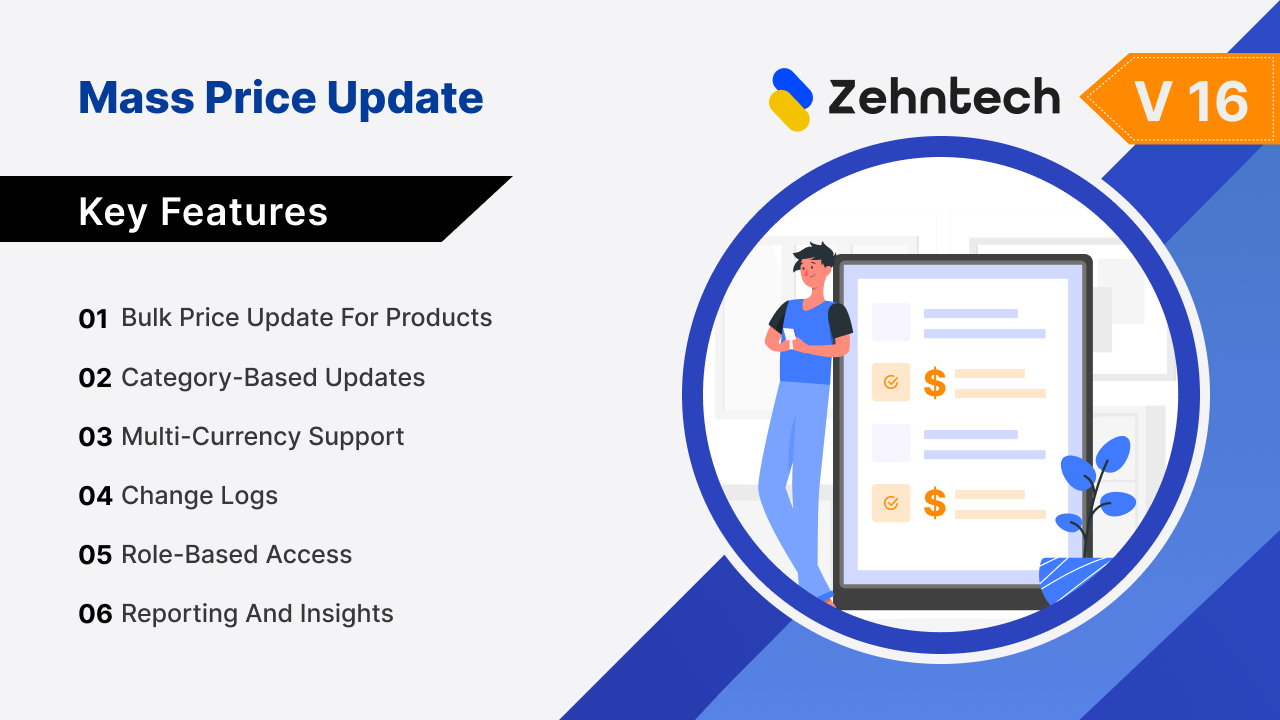 Mass Price Update
Zehntech
V 16
Key Features
01 Bulk Price Update For Products
02 Category-Based Updates
03 Multi-Currency Support
04 Change Logs
05 Role-Based Access
06 Reporting And Insights
$
$